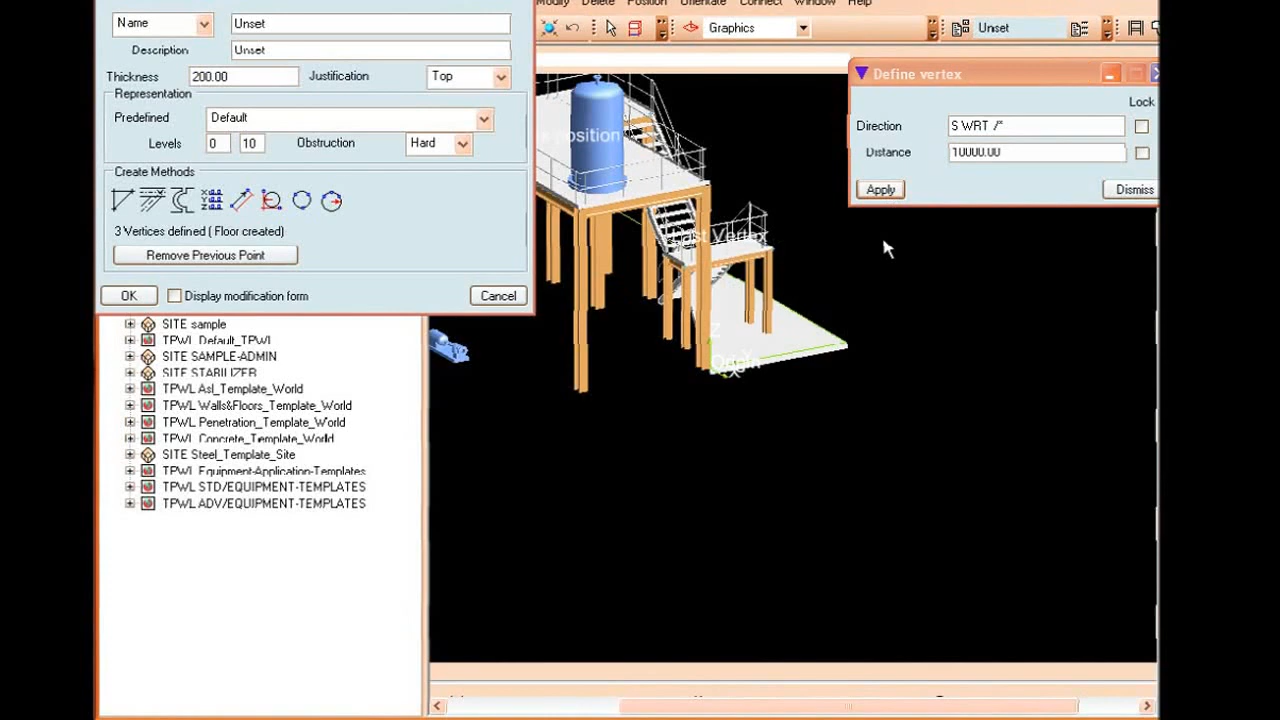 Modify Delete Position Orientate Connect Window Help
Name Unset
Graphics
Unset
Description Unset
Thickness 200.00 Justification Top
Representation
Predefined Default
Levels 0 10 Obstruction Hard
Create Methods
3 Vertices defined ( Floor created)
Remove Previous Point
OK
Display modification form
Cancel
Define vertex
Lock
Direction S WRT /*
Distance 10000.00
Apply
Dismiss
position
Last Vertex
Z
Origin
Y
X
SITE sample
TPWL Default_TPWL
SITE SAMPLE-ADMIN
SITE STABILIZER
TPWL Asl_Template_World
TPWL Walls&Floors_Template_World
TPWL Penetration_Template_World
TPWL Concrete_Template_World
SITE Steel_Template_Site
TPWL Equipment-Application-Templates
TPWL STD/EQUIPMENT-TEMPLATES
TPWL ADV/EQUIPMENT-TEMPLATES